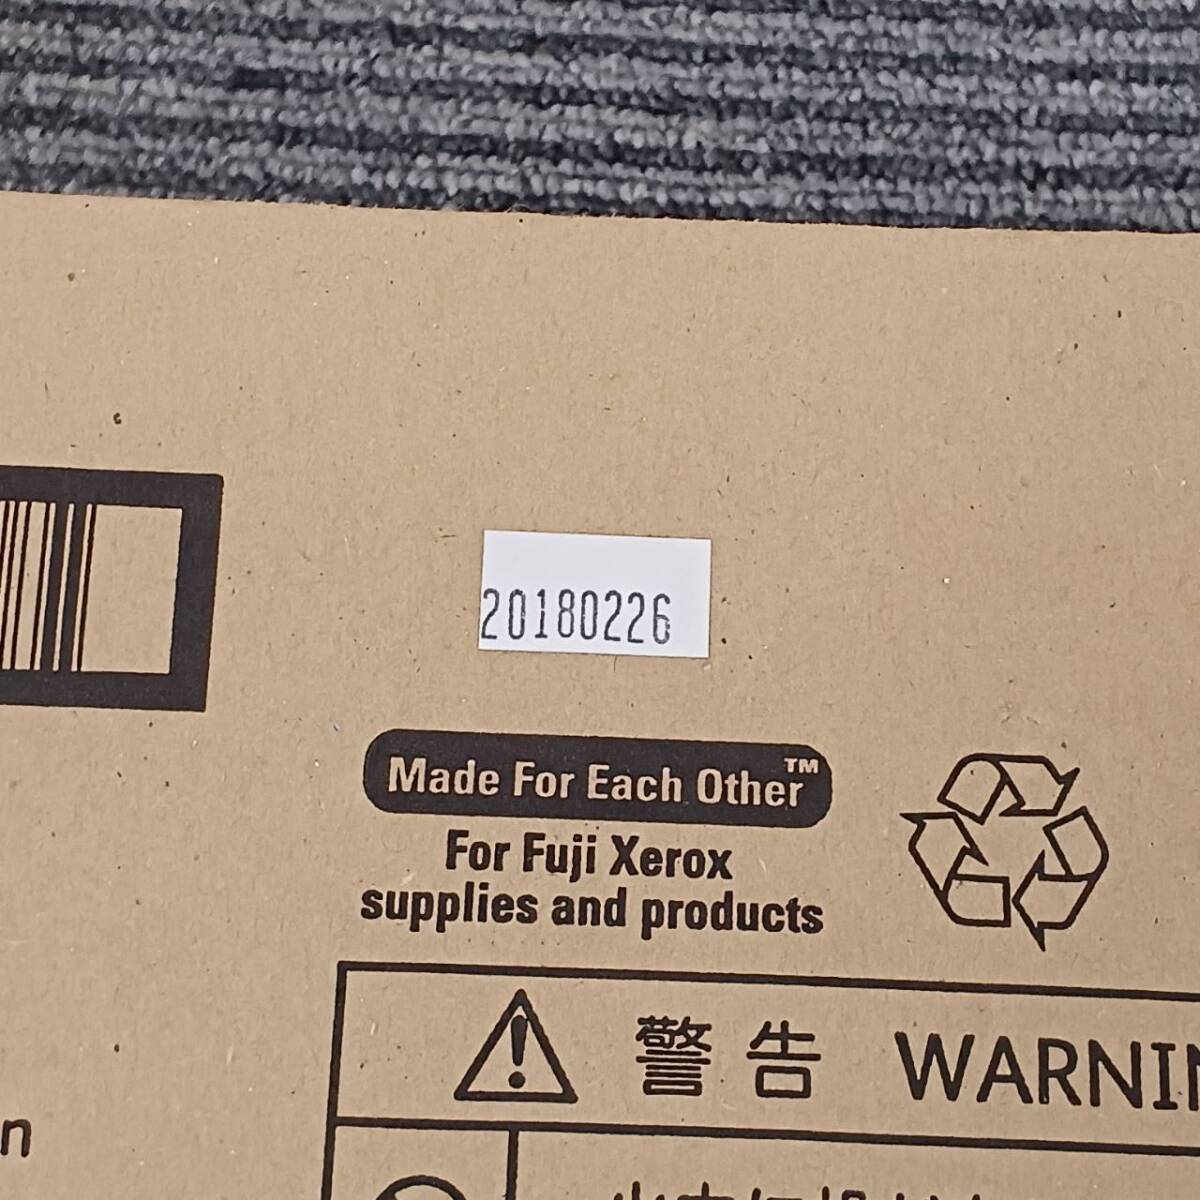 20180226
Made For Each Other™
For Fuji Xerox
supplies and products
警告 WARNIN
n